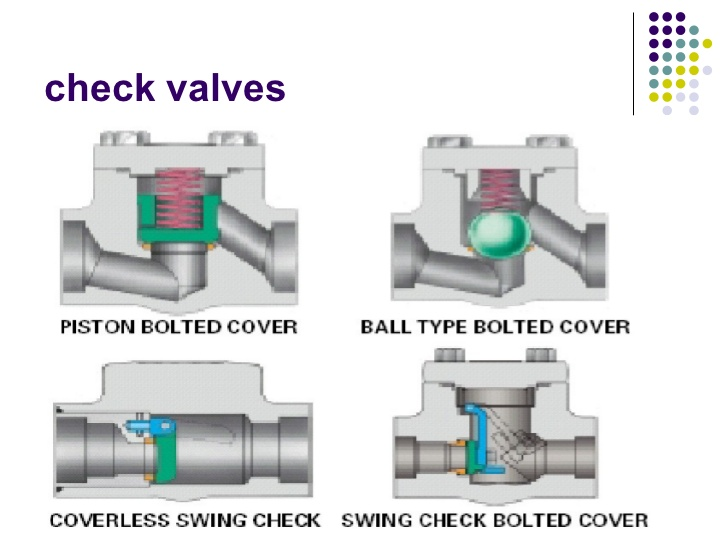 check valves
PISTON BOLTED COVER
BALL TYPE BOLTED COVER
COVERLESS SWING CHECK
SWING CHECK BOLTED COVER